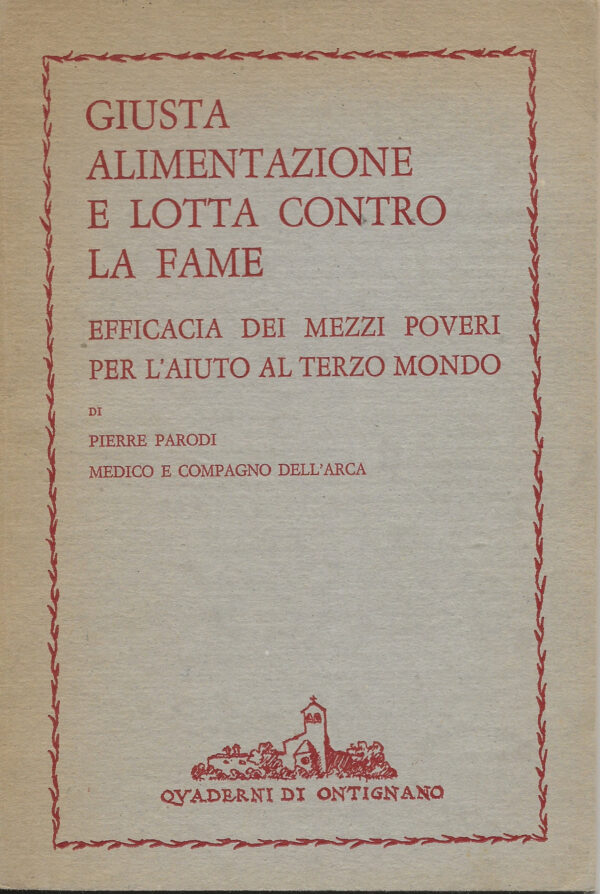 GIUSTA
ALIMENTAZIONE
E LOTTA CONTRO
LA FAME
EFFICACIA DEI MEZZI POVERI
PER L'AIUTO AL TERZO MONDO
DI
PIERRE PARODI
MEDICO E COMPAGNO DELL'ARCA
QVADERNI DI ONTIGNANO